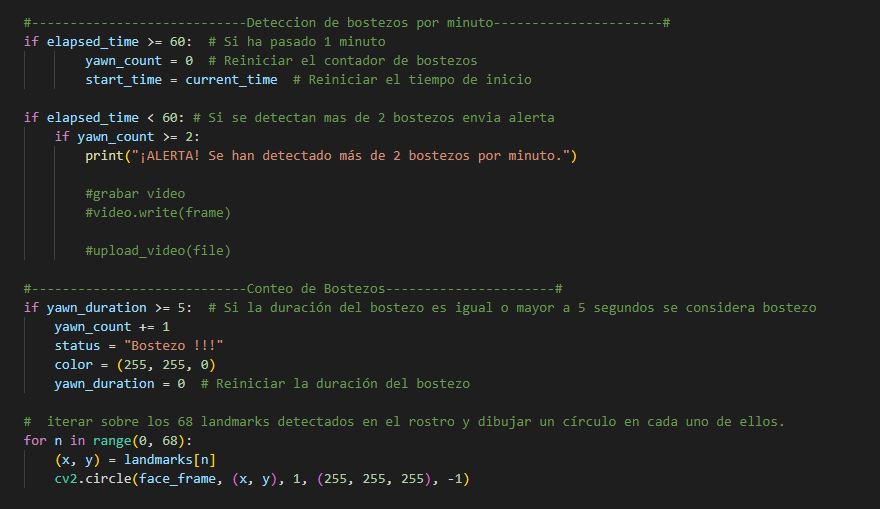 #----------------------------Deteccion de bostezos por minuto----------------------#
if elapsed_time >= 60:  # Si ha pasado 1 minuto
        yawn_count = 0  # Reiniciar el contador de bostezos
        start_time = current_time  # Reiniciar el tiempo de inicio
if elapsed_time < 60: # Si se detectan mas de 2 bostezos envia alerta
    if yawn_count >= 2:
        print("¡ALERTA! Se han detectado más de 2 bostezos por minuto.")
        #grabar video
        #video.write(frame)
        #upload_video(file)
#----------------------------Conteo de Bostezos----------------------#
if yawn_duration >= 5:  # Si la duración del bostezo es igual o mayor a 5 segundos se considera bostezo
    yawn_count += 1
    status = "Bostezo !!!"
    color = (255, 255, 0)
    yawn_duration = 0  # Reiniciar la duración del bostezo
#  iterar sobre los 68 landmarks detectados en el rostro y dibujar un círculo en cada uno de ellos.
for n in range(0, 68):
    (x, y) = landmarks[n]
    cv2.circle(face_frame, (x, y), 1, (255, 255, 255), -1)